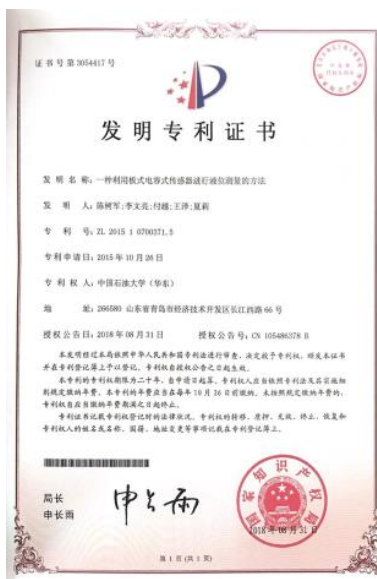 证书号第3054417号
发明专利证书
发明名称：一种利用极式电容式传感器进行液位测量的方法
发明人：陈树军;李文亮;付越;王泽;夏莉
专利号：ZL 2015 1 0700371.5
专利申请日：2015年10月26日
专利权人：中国石油大学（华东）
地址：266580 山东省青岛市经济技术开发区长江西路66号
授权公告日：2018年08月31日 授权公告号：CN 105486378 B
本发明经过本局依照中华人民共和国专利法进行审查，决定授予专利权，颁发本证书
并在专利登记簿上予以登记。专利权自授权公告之日起生效。
本专利的专利权期限为二十年，自申请日起算。专利权人应当依照专利法及其实施细
则规定缴纳年费。本专利的年费应当在每年10月26日前缴纳。未按照规定缴纳年费的，
专利权自应当缴纳年费期满之日起终止。
专利证书记载专利权登记时的法律状况。专利权的转移、质押、无效、终止、恢复和
专利权人的姓名或名称、国籍、地址变更等事项记载在专利登记簿上。
局长
申长雨
申长雨
国家知识产权局
2018年08月31日
第1页（共1页）